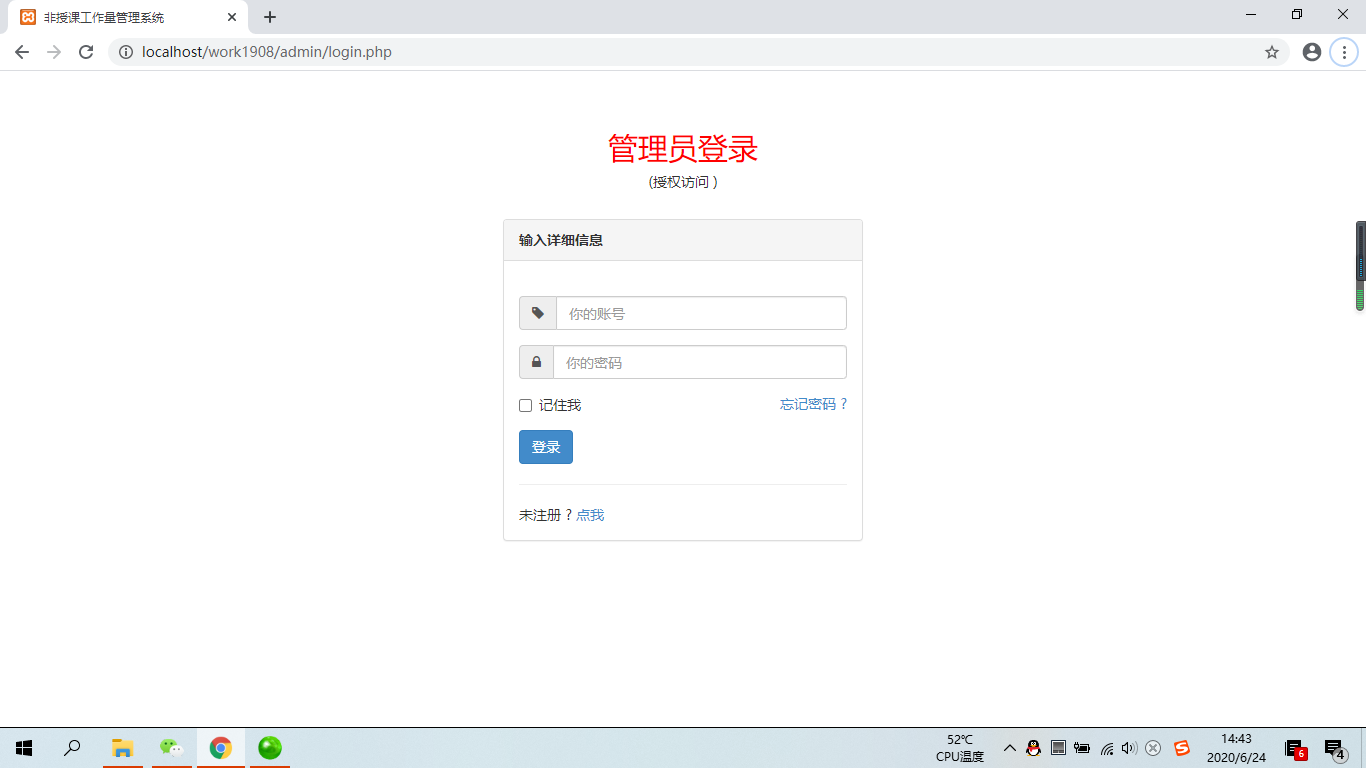 非授课工作量管理系统
localhost/work1908/admin/login.php
管理员登录
(授权访问 )
输入详细信息
你的账号
你的密码
记住我
忘记密码 ?
登录
未注册 ? 点我
52℃
CPU温度
14:43
2020/6/24
6
4